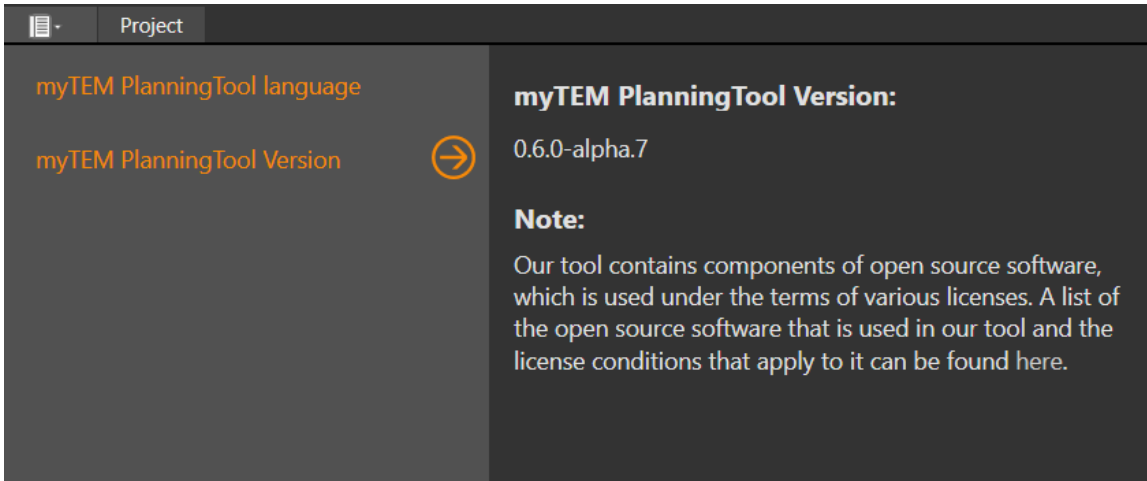 Project
myTEM PlanningTool language
myTEM PlanningTool Version
myTEM PlanningTool Version:
0.6.0-alpha.7
Note:
Our tool contains components of open source software,
which is used under the terms of various licenses. A list of
the open source software that is used in our tool and the
license conditions that apply to it can be found here.